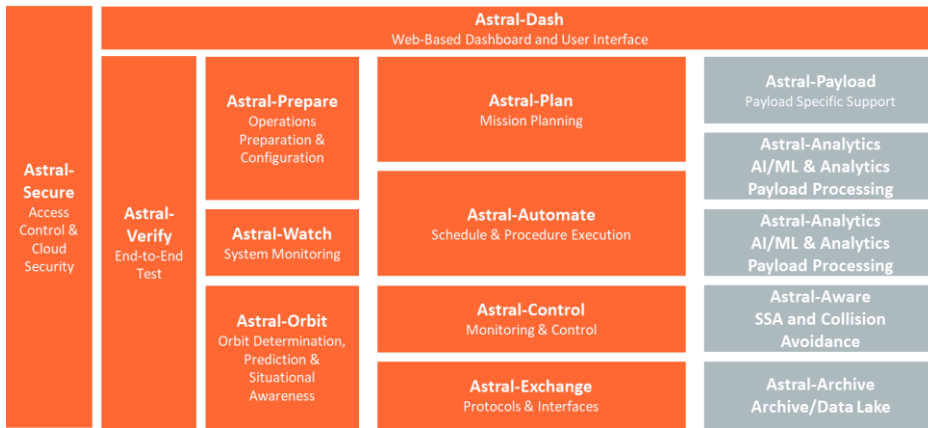 Astral-Dash
Web-Based Dashboard and User Interface
Astral-
Secure
Access
Control &
Cloud
Security
Astral-
Verify
End-to-End
Test
Astral-Prepare
Operations
Preparation &
Configuration
Astral-Watch
System Monitoring
Astral-Orbit
Orbit Determination,
Prediction &
Situational
Awareness
Astral-Plan
Mission Planning
Astral-Automate
Schedule & Procedure Execution
Astral-Control
Monitoring & Control
Astral-Exchange
Protocols & Interfaces
Astral-Payload
Payload Specific Support
Astral-Analytics
AI/ML & Analytics
Payload Processing
Astral-Analytics
AI/ML & Analytics
Payload Processing
Astral-Aware
SSA and Collision
Avoidance
Astral-Archive
Archive/Data Lake